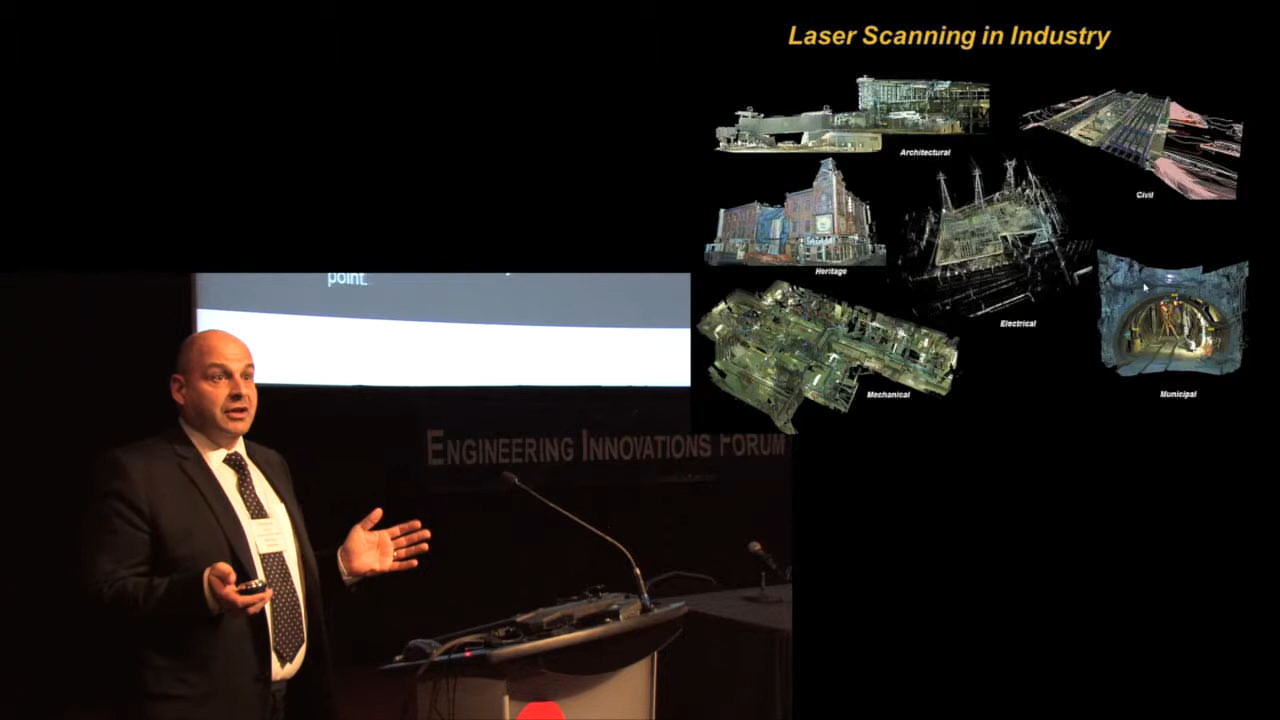 Laser Scanning in Industry
Architectural
Civil
Heritage
Electrical
Mechanical
Municipal
point.
ENGINEERING INNOVATIONS FORUM